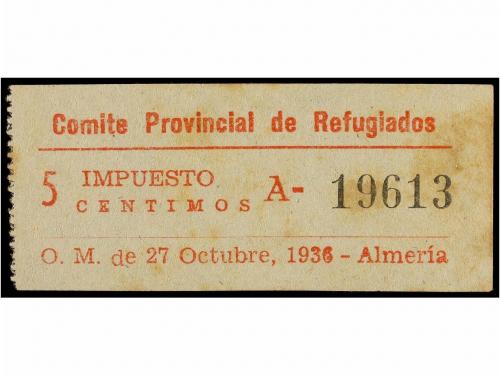 Comite Provincial de Refugiados
5 IMPUESTO CENTIMOS A- 19613
O. M. de 27 Octubre, 1936 - Almería